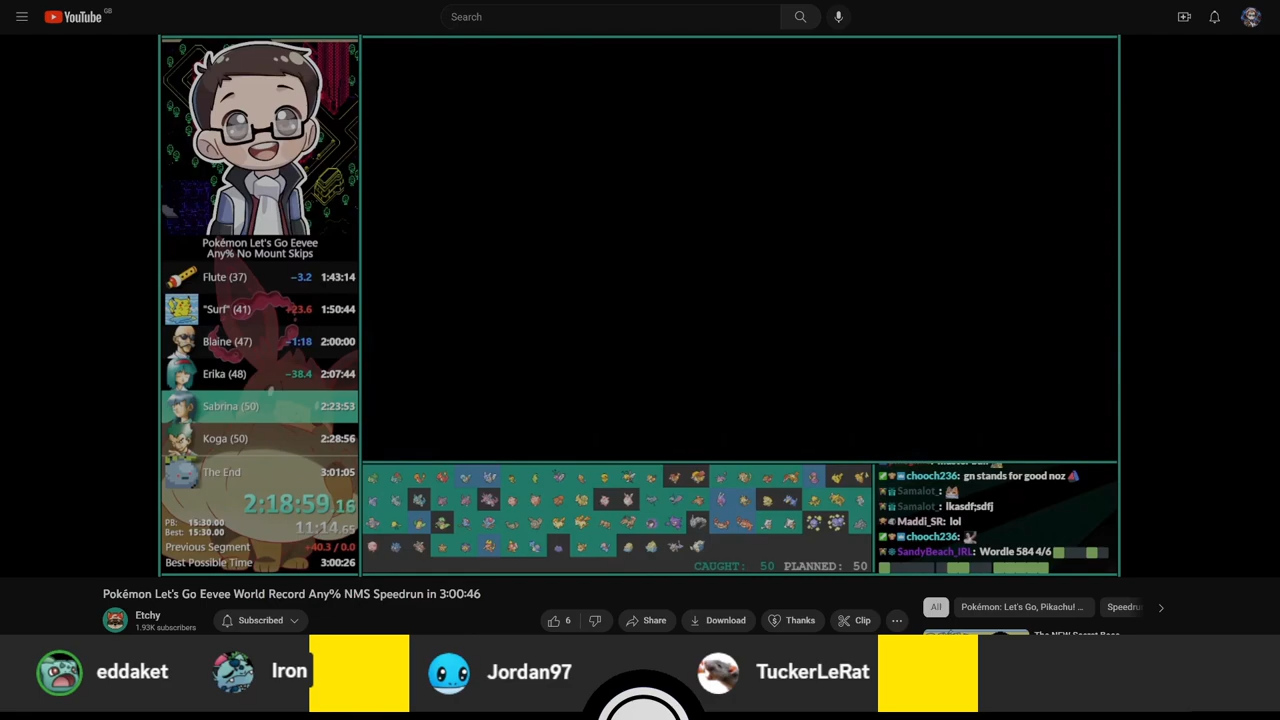 YouTube GB
Search
Pokémon Let's Go Eevee
Any% No Mount Skips
Flute (37) −3.2 1:43:14
"Surf" (41) +23.6 1:50:44
Blaine (47) −1:18 2:00:00
Erika (48) −38.4 2:07:44
Sabrina (50) 2:23:53
Koga (50) 2:28:56
The End 3:01:05
2:18:59.16
PB: 15:30.00
Best: 15:30.00
11:14.65
Previous Segment +40.3 / 0.0
Best Possible Time 3:00:26
CAUGHT: 50 PLANNED: 50
chooch236: gn stands for good noz
Samalot_:
Samalot_: lkasdf;sdfj
Maddi_SR: lol
chooch236:
SandyBeach_IRL: Wordle 584 4/6
Pokémon Let's Go Eevee World Record Any% NMS Speedrun in 3:00:46
Etchy
1.93K subscribers
Subscribed
6
Share
Download
Thanks
Clip
All
Pokémon: Let's Go, Pikachu! ...
Speedru
eddaket
Iron
Jordan97
TuckerLeRat